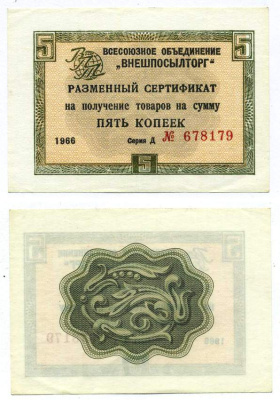 5 ВСЕСОЮЗНОЕ ОБЪЕДИНЕНИЕ 5
„ВНЕШПОСЫЛТОРГ"
РАЗМЕННЫЙ СЕРТИФИКАТ
на получение товаров на сумму
ПЯТЬ КОПЕЕК
1966 Серия Д № 678179
5